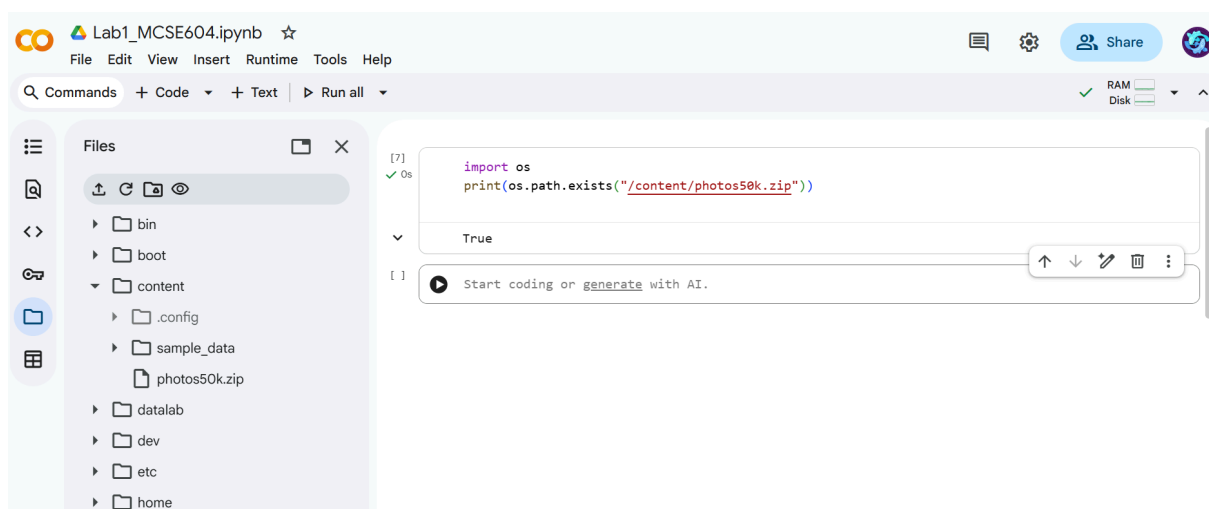 Lab1_MCSE604.ipynb
File Edit View Insert Runtime Tools Help
Share
Commands + Code + Text Run all
RAM
Disk
Files
bin
boot
content
.config
sample_data
photos50k.zip
datalab
dev
etc
home
[7]
0s
import os
print(os.path.exists("/content/photos50k.zip"))
True
[ ]
Start coding or generate with AI.